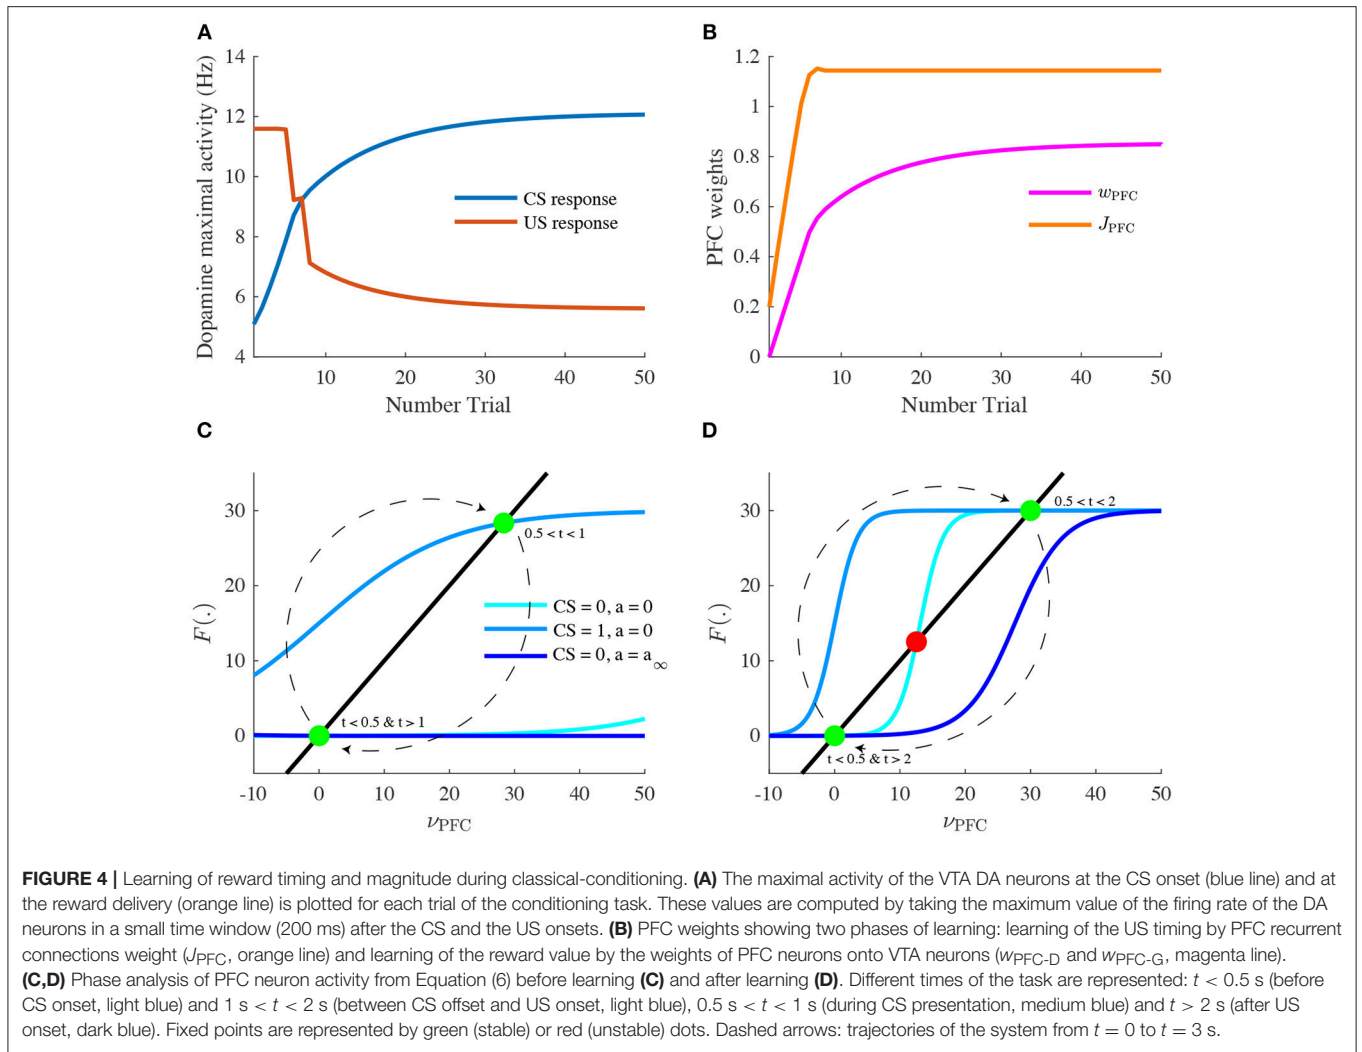 A
Dopamine maximal activity (Hz)
14
12
10
8
6
4
CS response
US response
10 20 30 40 50
Number Trial
B
PFC weights
1.2
1
0.8
0.6
0.4
0.2
0
w_PFC
J_PFC
10 20 30 40 50
Number Trial
C
F(.)
30
20
10
0
0.5 < t < 1
CS = 0, a = 0
CS = 1, a = 0
CS = 0, a = a_∞
t < 0.5 & t > 1
-10 0 10 20 30 40 50
ν_PFC
D
F(.)
30
20
10
0
0.5 < t < 2
t < 0.5 & t > 2
-10 0 10 20 30 40 50
ν_PFC
FIGURE 4 | Learning of reward timing and magnitude during classical-conditioning. (A) The maximal activity of the VTA DA neurons at the CS onset (blue line) and at
the reward delivery (orange line) is plotted for each trial of the conditioning task. These values are computed by taking the maximum value of the firing rate of the DA
neurons in a small time window (200 ms) after the CS and the US onsets. (B) PFC weights showing two phases of learning: learning of the US timing by PFC recurrent
connections weight (J_PFC, orange line) and learning of the reward value by the weights of PFC neurons onto VTA neurons (w_PFC-D and w_PFC-G, magenta line).
(C,D) Phase analysis of PFC neuron activity from Equation (6) before learning (C) and after learning (D). Different times of the task are represented: t < 0.5 s (before
CS onset, light blue) and 1 s < t < 2 s (between CS offset and US onset, light blue), 0.5 s < t < 1 s (during CS presentation, medium blue) and t > 2 s (after US
onset, dark blue). Fixed points are represented by green (stable) or red (unstable) dots. Dashed arrows: trajectories of the system from t = 0 to t = 3 s.